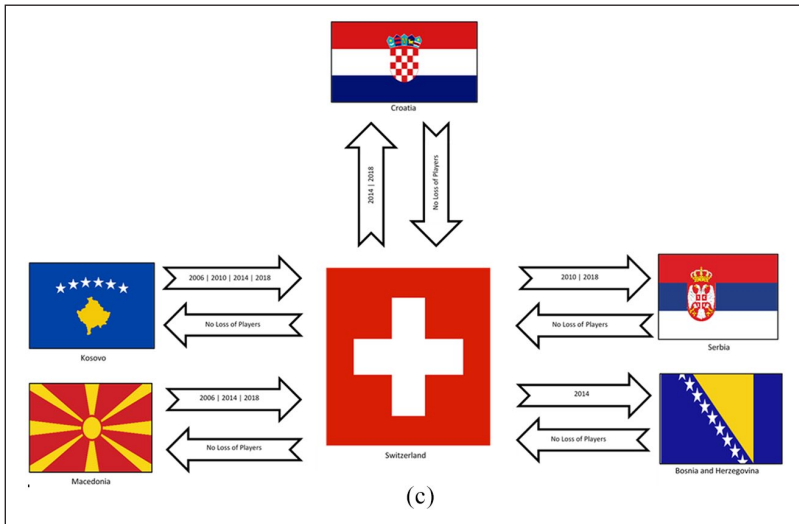 Croatia
2014 | 2018
No Loss of Players
2006 | 2010 | 2014 | 2018
No Loss of Players
Kosovo
2010 | 2018
No Loss of Players
Serbia
2006 | 2014 | 2018
No Loss of Players
Macedonia
Switzerland
2014
No Loss of Players
Bosnia and Herzegovina
(c)